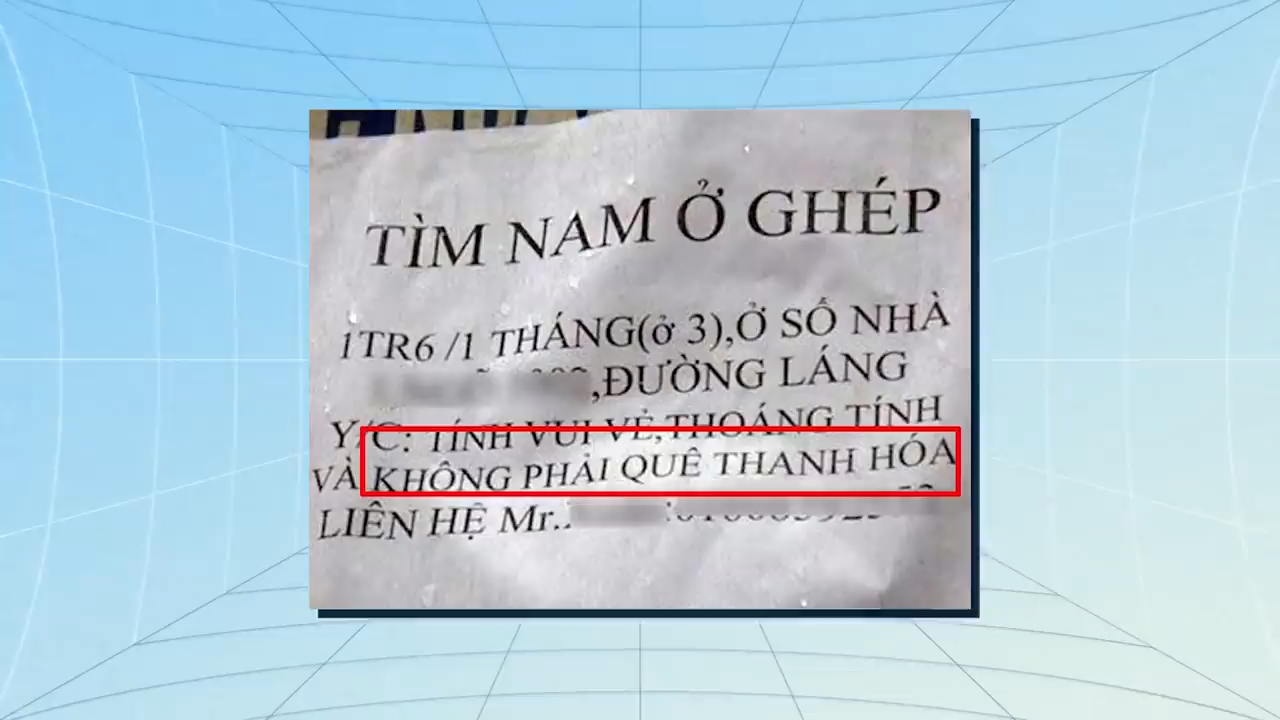 TÌM NAM Ở GHÉP
1TR6 /1 THÁNG(ở 3),Ở SỐ NHÀ
,ĐƯỜNG LÁNG
Y/C: TÍNH VUI VẺ,THOÁNG TÍNH
VÀ KHÔNG PHẢI QUÊ THANH HÓA
LIÊN HỆ Mr.